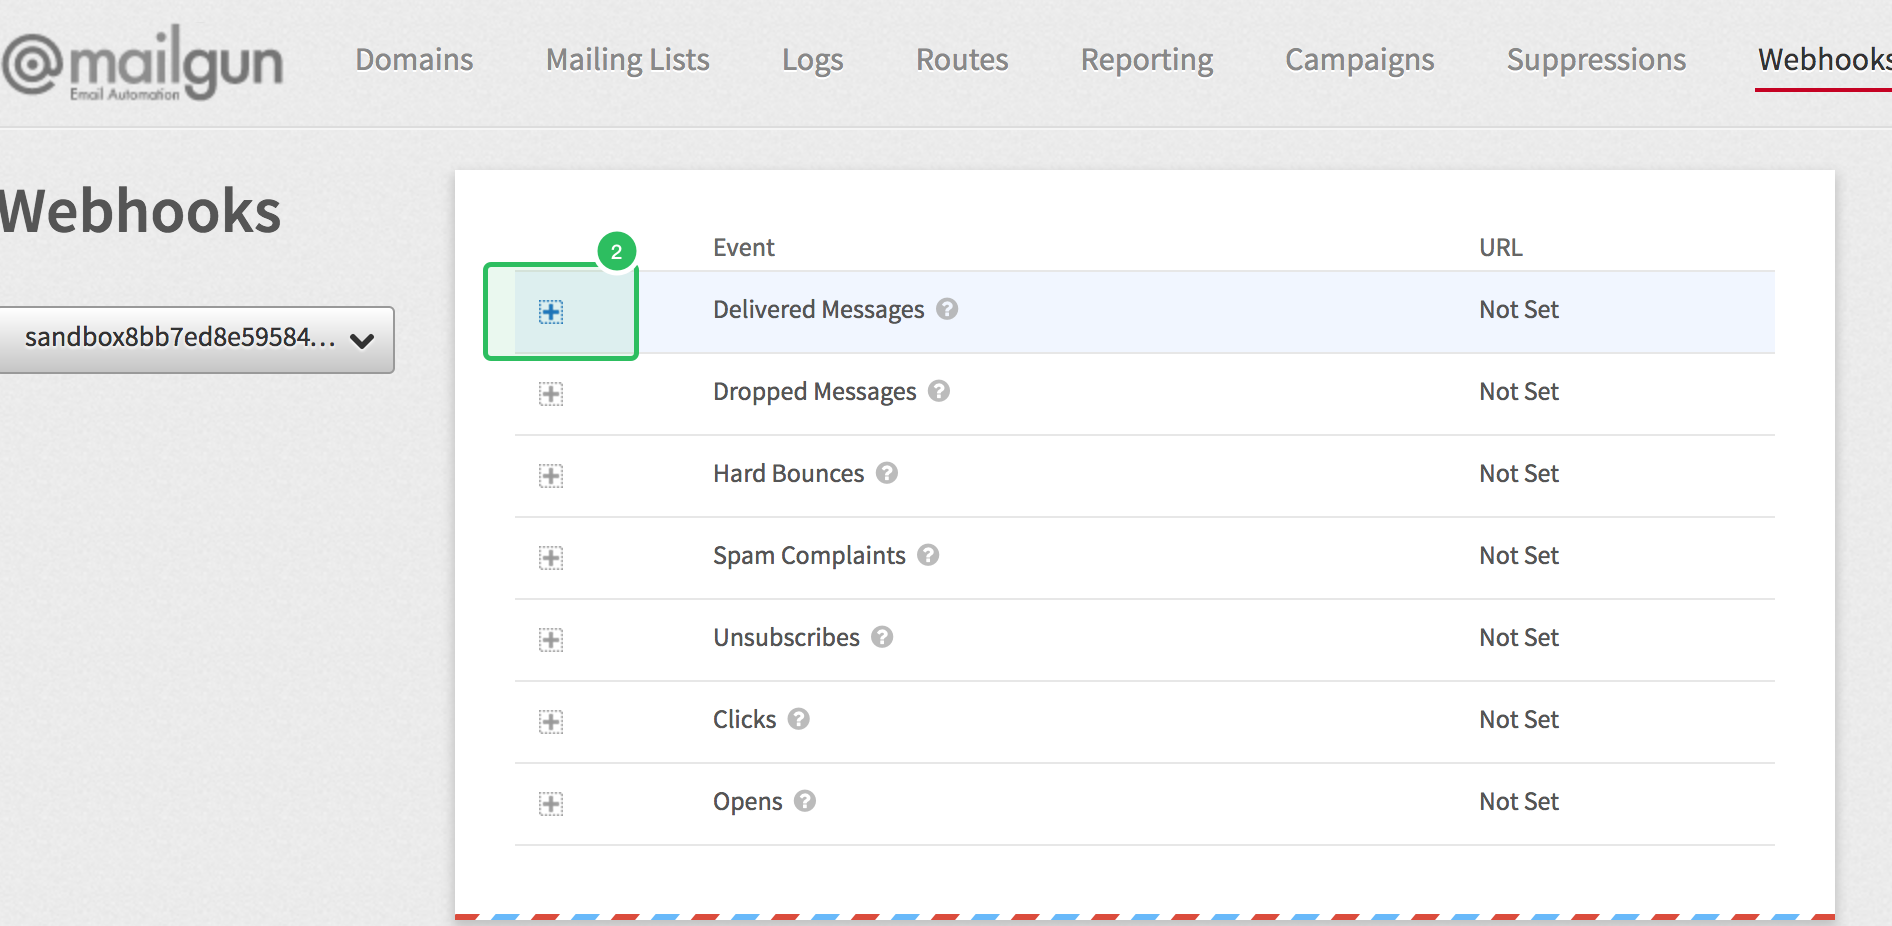 @mailgun
Email Automation
Domains Mailing Lists Logs Routes Reporting Campaigns Suppressions Webhooks
Webhooks
sandbox8bb7ed8e59584...
2
Event URL
Delivered Messages ? Not Set
Dropped Messages ? Not Set
Hard Bounces ? Not Set
Spam Complaints ? Not Set
Unsubscribes ? Not Set
Clicks ? Not Set
Opens ? Not Set